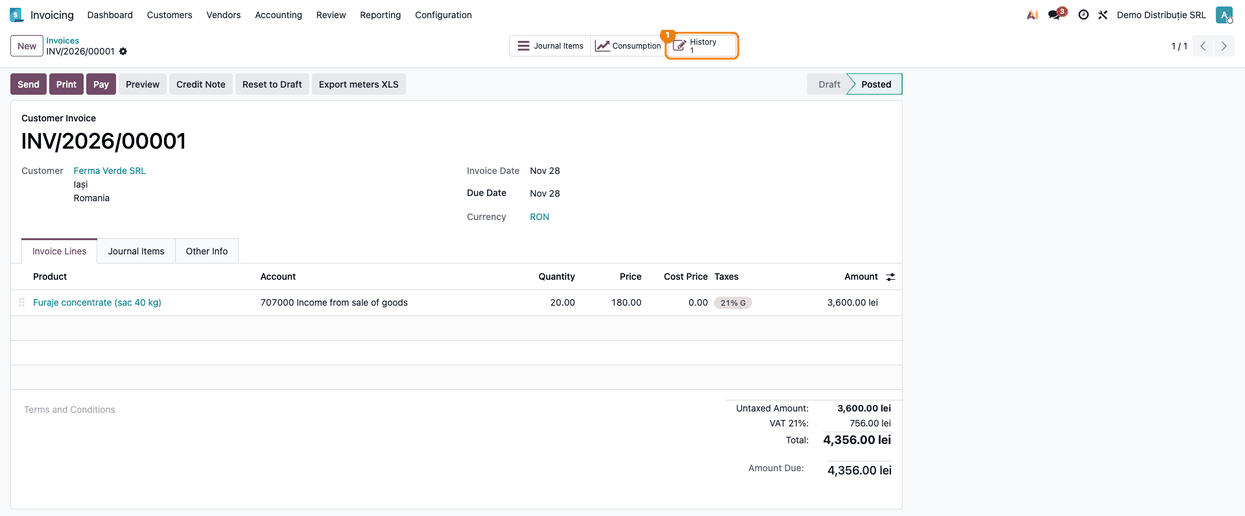 Invoicing Dashboard Customers Vendors Accounting Review Reporting Configuration AI 3 Demo Distribuție SRL A
New Invoices
INV/2026/00001
Journal Items Consumption 1 History
1
1 / 1
Send Print Pay Preview Credit Note Reset to Draft Export meters XLS Draft Posted
Customer Invoice
INV/2026/00001
Customer Ferma Verde SRL Invoice Date Nov 28
Iași
Romania
Due Date Nov 28
Currency RON
Invoice Lines Journal Items Other Info
Product Account Quantity Price Cost Price Taxes Amount
Furaje concentrate (sac 40 kg) 707000 Income from sale of goods 20.00 180.00 0.00 21% G 3,600.00 lei
Terms and Conditions
Untaxed Amount: 3,600.00 lei
VAT 21%: 756.00 lei
Total: 4,356.00 lei
Amount Due: 4,356.00 lei